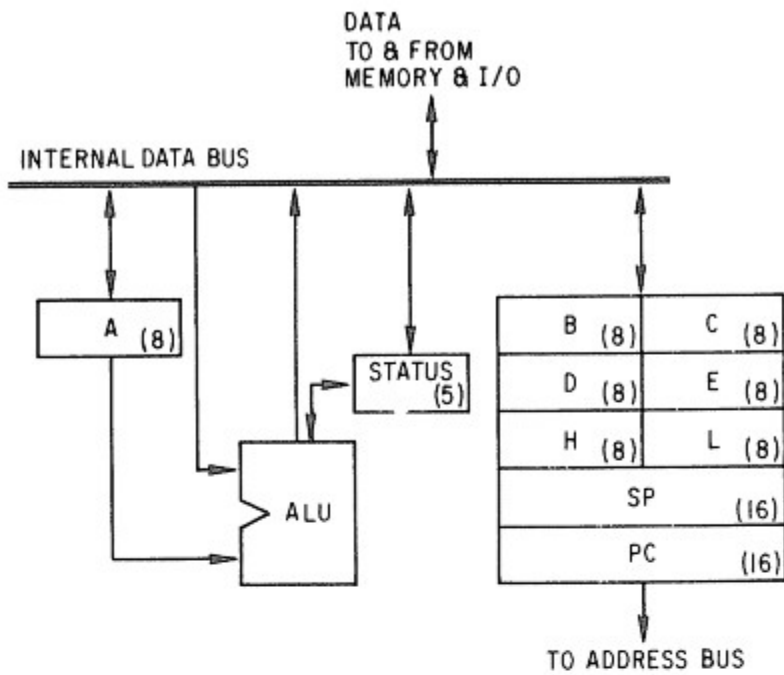 DATA
TO & FROM
MEMORY & I/O
INTERNAL DATA BUS
A (8)
B (8) C (8)
STATUS
(5)
D (8) E (8)
H (8) L (8)
ALU
SP (16)
PC (16)
TO ADDRESS BUS